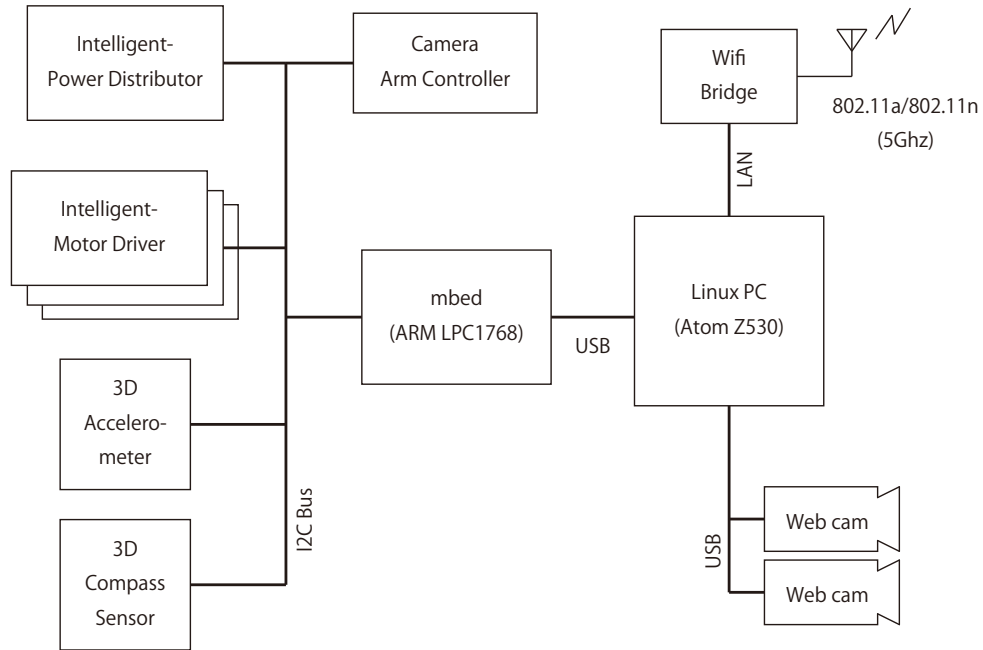 Intelligent-
Power Distributor
Camera
Arm Controller
Wifi
Bridge
802.11a/802.11n
(5Ghz)
LAN
Intelligent-
Motor Driver
mbed
(ARM LPC1768)
USB
Linux PC
(Atom Z530)
3D
Accelero-
meter
I2C Bus
3D
Compass
Sensor
USB
Web cam
Web cam